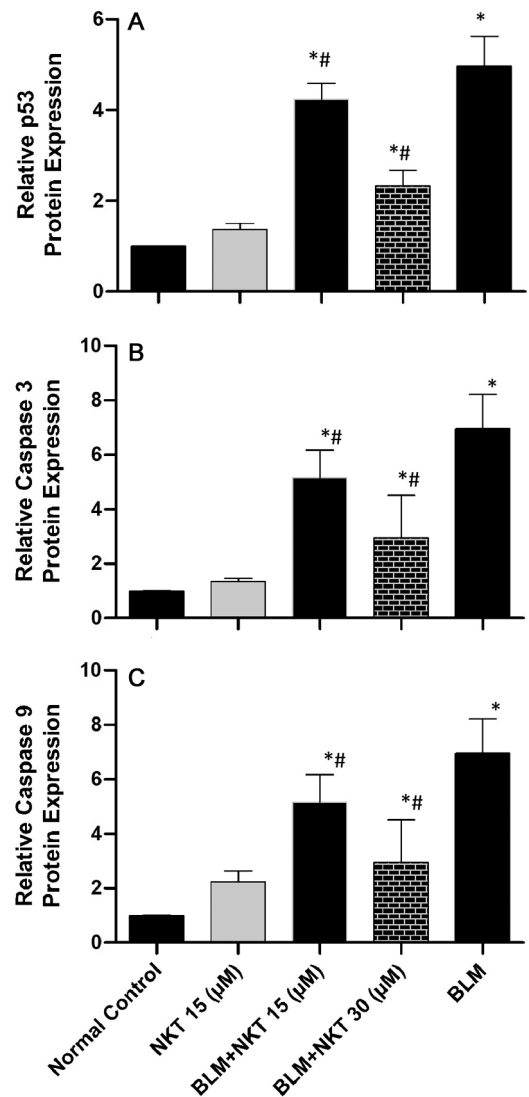 A
Relative p53
Protein Expression
6
4
2
0
*#
*#
*
B
Relative Caspase 3
Protein Expression
10
8
6
4
2
0
*#
*#
*
C
Relative Caspase 9
Protein Expression
10
8
6
4
2
0
*#
*#
*
Normal Control
NKT 15 (µM)
BLM+NKT 15 (µM)
BLM+NKT 30 (µM)
BLM